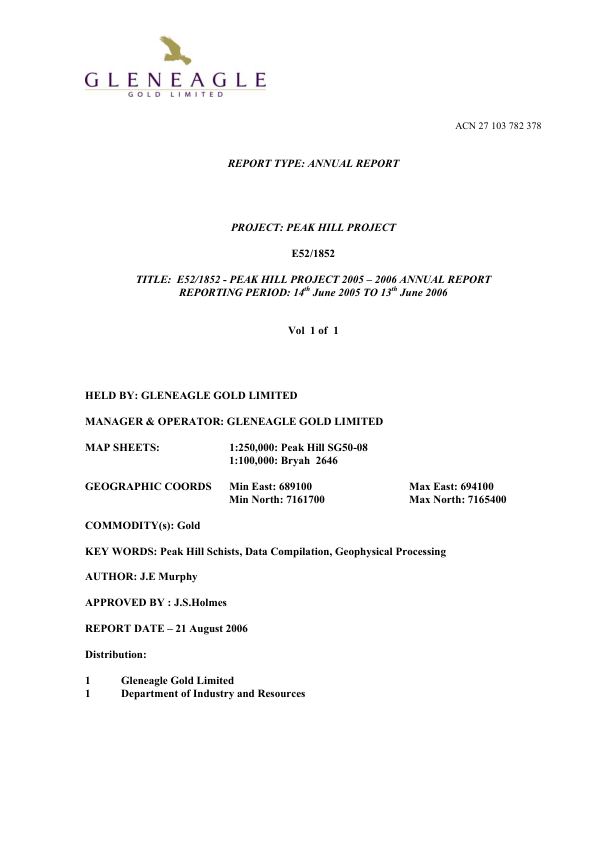 GLENEAGLE
GOLD LIMITED
ACN 27 103 782 378
REPORT TYPE: ANNUAL REPORT
PROJECT: PEAK HILL PROJECT
E52/1852
TITLE: E52/1852 - PEAK HILL PROJECT 2005 – 2006 ANNUAL REPORT
REPORTING PERIOD: 14th June 2005 TO 13th June 2006
Vol 1 of 1
HELD BY: GLENEAGLE GOLD LIMITED
MANAGER & OPERATOR: GLENEAGLE GOLD LIMITED
MAP SHEETS: 1:250,000: Peak Hill SG50-08
1:100,000: Bryah 2646
GEOGRAPHIC COORDS Min East: 689100 Max East: 694100
Min North: 7161700 Max North: 7165400
COMMODITY(s): Gold
KEY WORDS: Peak Hill Schists, Data Compilation, Geophysical Processing
AUTHOR: J.E Murphy
APPROVED BY : J.S.Holmes
REPORT DATE – 21 August 2006
Distribution:
1 Gleneagle Gold Limited
1 Department of Industry and Resources